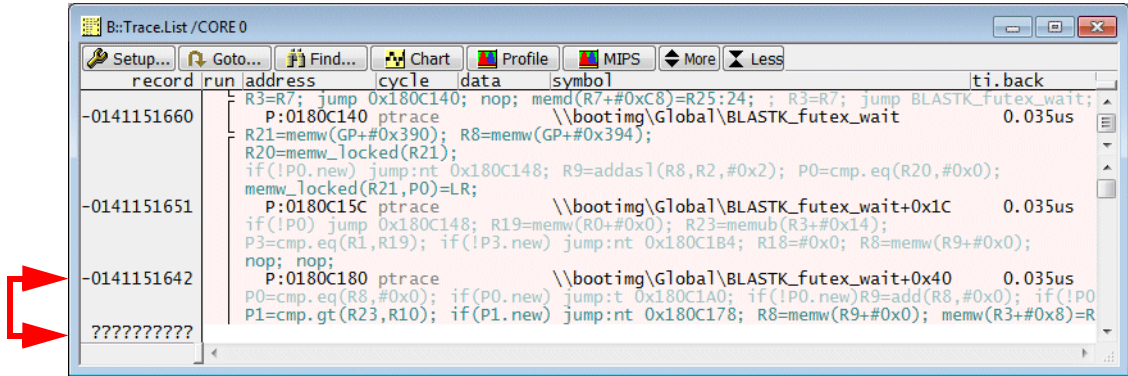 B::Trace.List /CORE 0
Setup... Goto... Find... Chart Profile MIPS More Less
record run address cycle data symbol ti.back
R3=R7; jump 0x180C140; nop; memd(R7+#0xC8)=R25:24; ; R3=R7; jump BLASTK_futex_wait;
-0141151660 P:0180C140 ptrace \\bootimg\Global\BLASTK_futex_wait 0.035us
R21=memw(GP+#0x390); R8=memw(GP+#0x394);
R20=memw_locked(R21);
if(!P0.new) jump:nt 0x180C148; R9=addasl(R8,R2,#0x2); P0=cmp.eq(R20,#0x0);
memw_locked(R21,P0)=LR;
-0141151651 P:0180C15C ptrace \\bootimg\Global\BLASTK_futex_wait+0x1C 0.035us
if(!P0) jump 0x180C148; R19=memw(R0+#0x0); R23=memub(R3+#0x14);
P3=cmp.eq(R1,R19); if(!P3.new) jump:nt 0x180C1B4; R18=#0x0; R8=memw(R9+#0x0);
nop; nop;
-0141151642 P:0180C180 ptrace \\bootimg\Global\BLASTK_futex_wait+0x40 0.035us
P0=cmp.eq(R8,#0x0); if(P0.new) jump:t 0x180C1A0; if(!P0.new)R9=add(R8,#0x0); if(!P0
P1=cmp.gt(R23,R10); if(P1.new) jump:nt 0x180C178; R8=memw(R9+#0x0); memw(R3+#0x8)=R
??????????